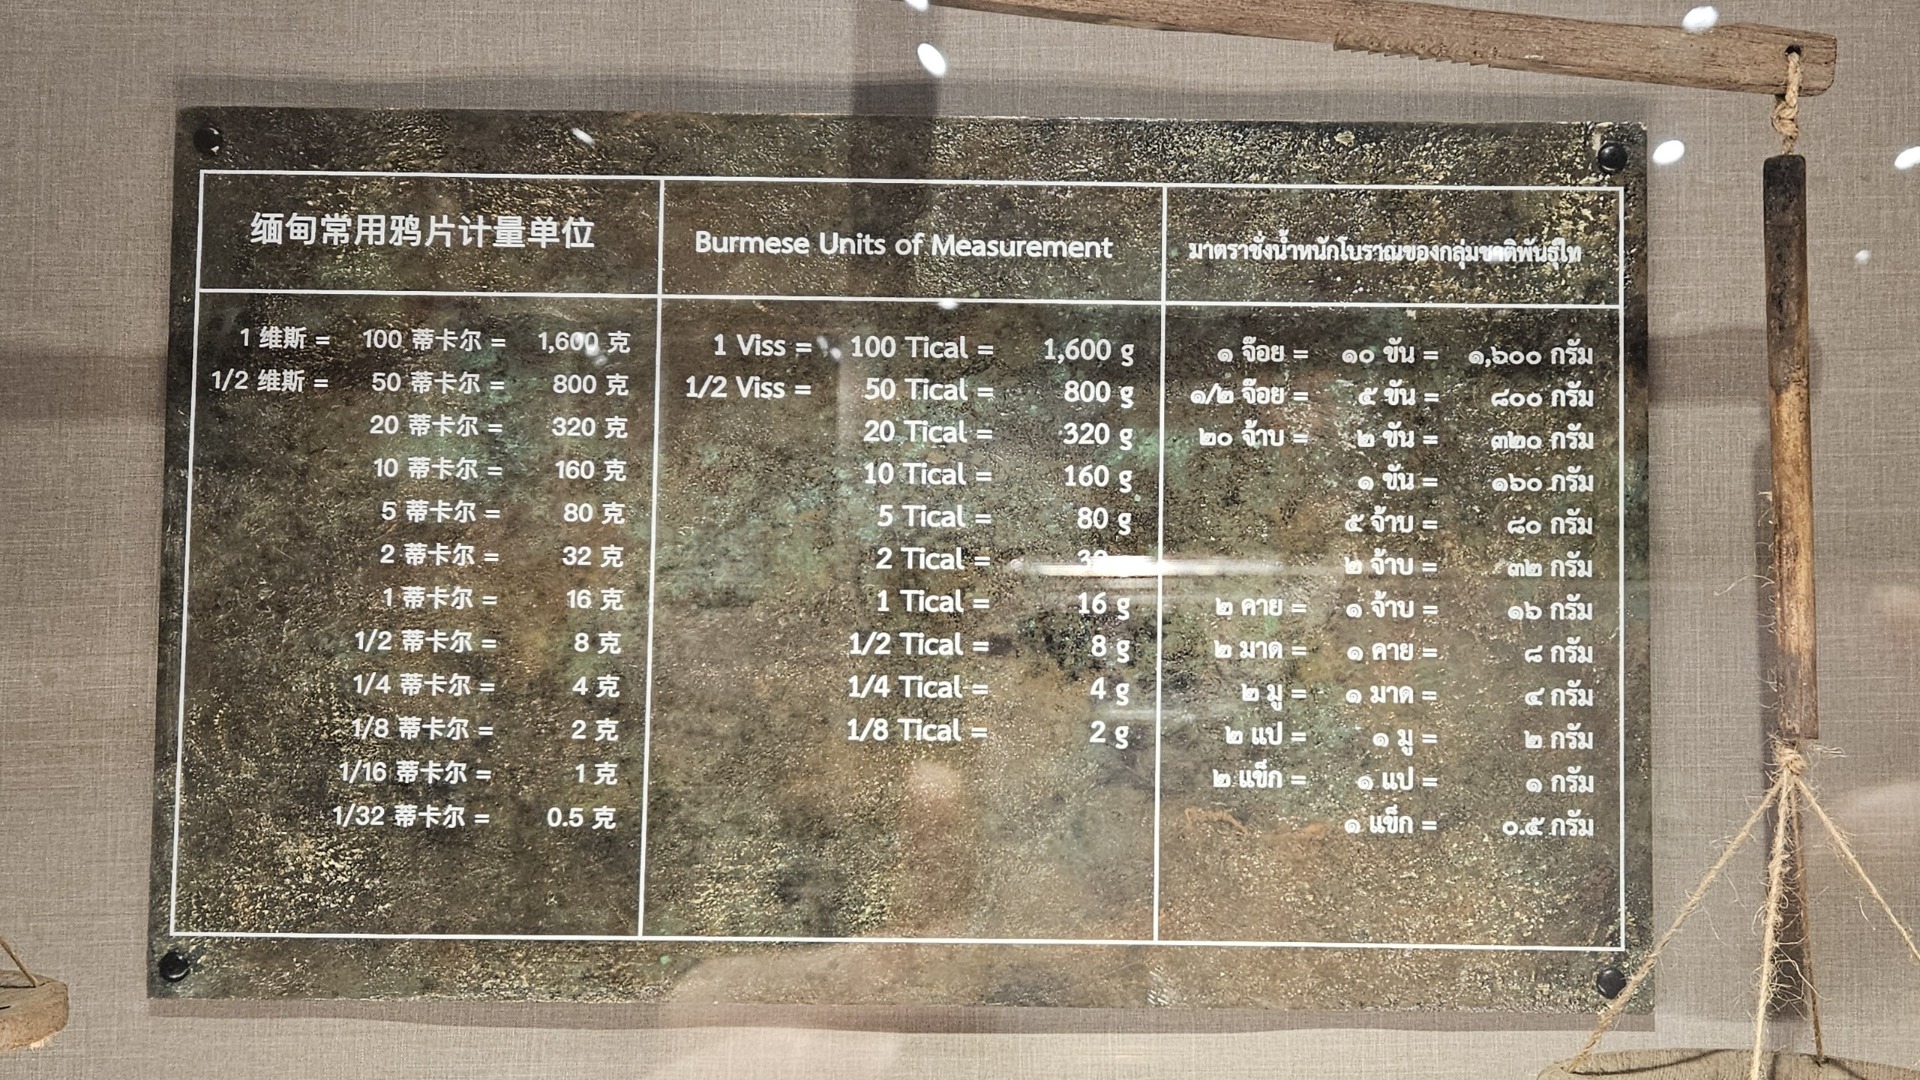 缅甸常用鸦片计量单位
1 维斯 = 100 蒂卡尔 = 1,600 克
1/2 维斯 = 50 蒂卡尔 = 800 克
20 蒂卡尔 = 320 克
10 蒂卡尔 = 160 克
5 蒂卡尔 = 80 克
2 蒂卡尔 = 32 克
1 蒂卡尔 = 16 克
1/2 蒂卡尔 = 8 克
1/4 蒂卡尔 = 4 克
1/8 蒂卡尔 = 2 克
1/16 蒂卡尔 = 1 克
1/32 蒂卡尔 = 0.5 克
Burmese Units of Measurement
1 Viss = 100 Tical = 1,600 g
1/2 Viss = 50 Tical = 800 g
20 Tical = 320 g
10 Tical = 160 g
5 Tical = 80 g
2 Tical =
1 Tical = 16 g
1/2 Tical = 8 g
1/4 Tical = 4 g
1/8 Tical = 2 g
มาตราชั่งน้ำหนักโบราณของกลุ่มชาติพันธุ์ไท
๑ จ๊อย = ๑๐ ขัน = ๑,๖๐๐ กรัม
๑/๒ จ๊อย = ๕ ขัน = ๘๐๐ กรัม
๒๐ จ้าบ = ๒ ขัน = ๓๒๐ กรัม
๑ ขัน = ๑๖๐ กรัม
๕ จ้าบ = ๘๐ กรัม
๒ จ้าบ = ๓๒ กรัม
๒ คาย = ๑ จ้าบ = ๑๖ กรัม
๒ มาด = ๑ คาย = ๘ กรัม
๒ มู = ๑ มาด = ๔ กรัม
๒ แป = ๑ มู = ๒ กรัม
๒ แข็ก = ๑ แป = ๑ กรัม
๑ แข็ก = ๐.๕ กรัม